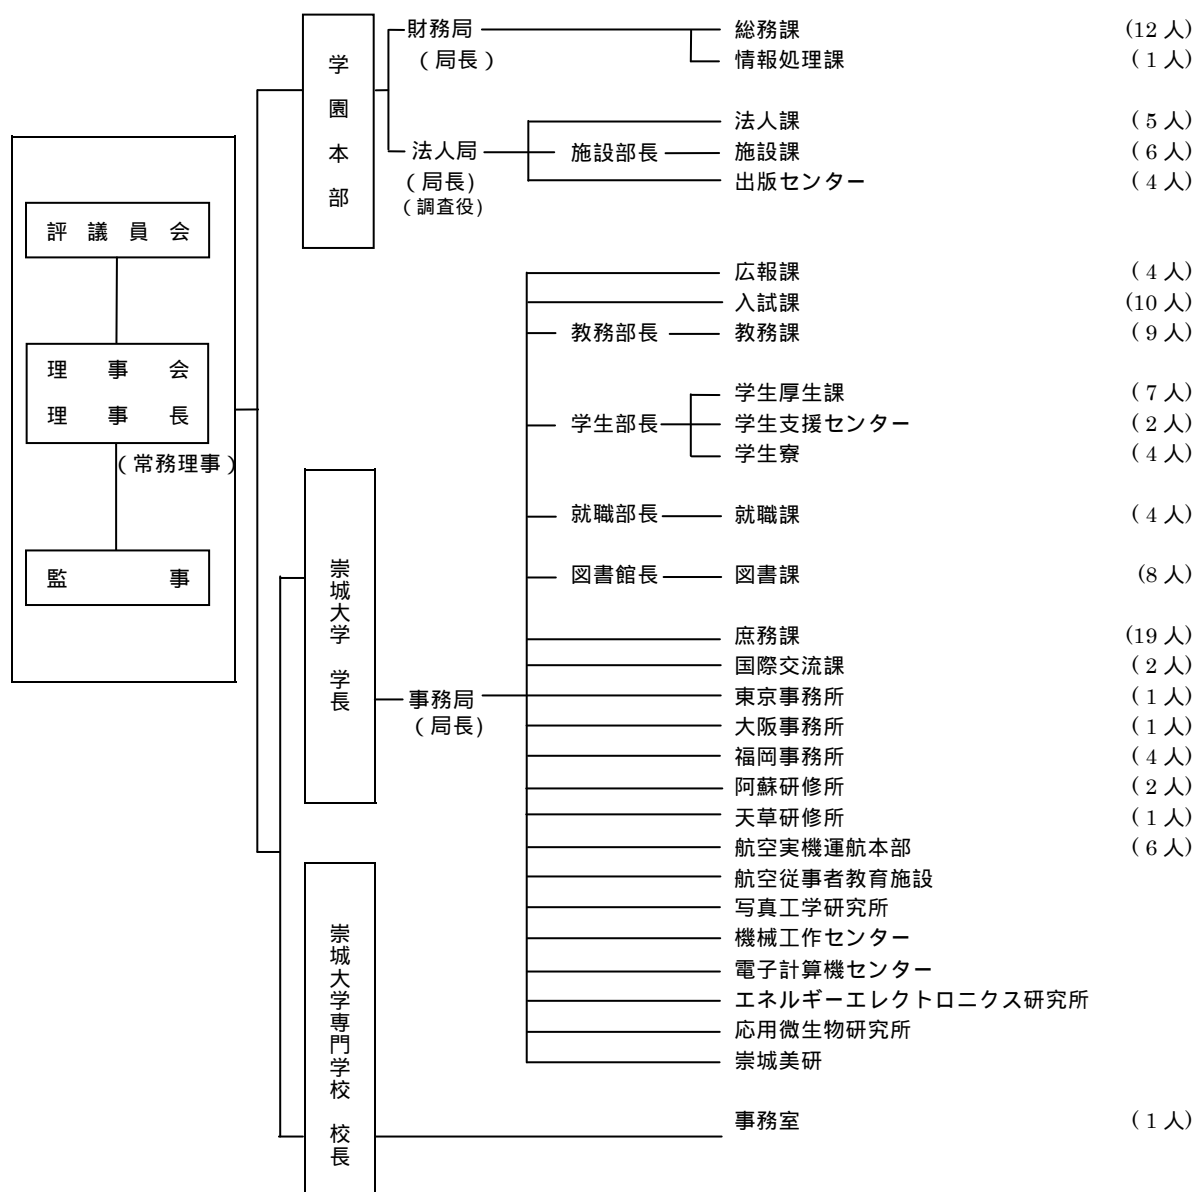 評議員会
理事会
理事長
(常務理事)
監事
学園本部
財務局
(局長)
総務課 (12人)
情報処理課 (1人)
法人局
(局長)
(調査役)
法人課 (5人)
施設部長 施設課 (6人)
出版センター (4人)
崇城大学 学長
事務局
(局長)
広報課 (4人)
入試課 (10人)
教務部長 教務課 (9人)
学生部長
学生厚生課 (7人)
学生支援センター (2人)
学生寮 (4人)
就職部長 就職課 (4人)
図書館長 図書課 (8人)
庶務課 (19人)
国際交流課 (2人)
東京事務所 (1人)
大阪事務所 (1人)
福岡事務所 (4人)
阿蘇研修所 (2人)
天草研修所 (1人)
航空実機運航本部 (6人)
航空従事者教育施設
写真工学研究所
機械工作センター
電子計算機センター
エネルギーエレクトロニクス研究所
応用微生物研究所
崇城美研
崇城大学専門学校 校長
事務室 (1人)